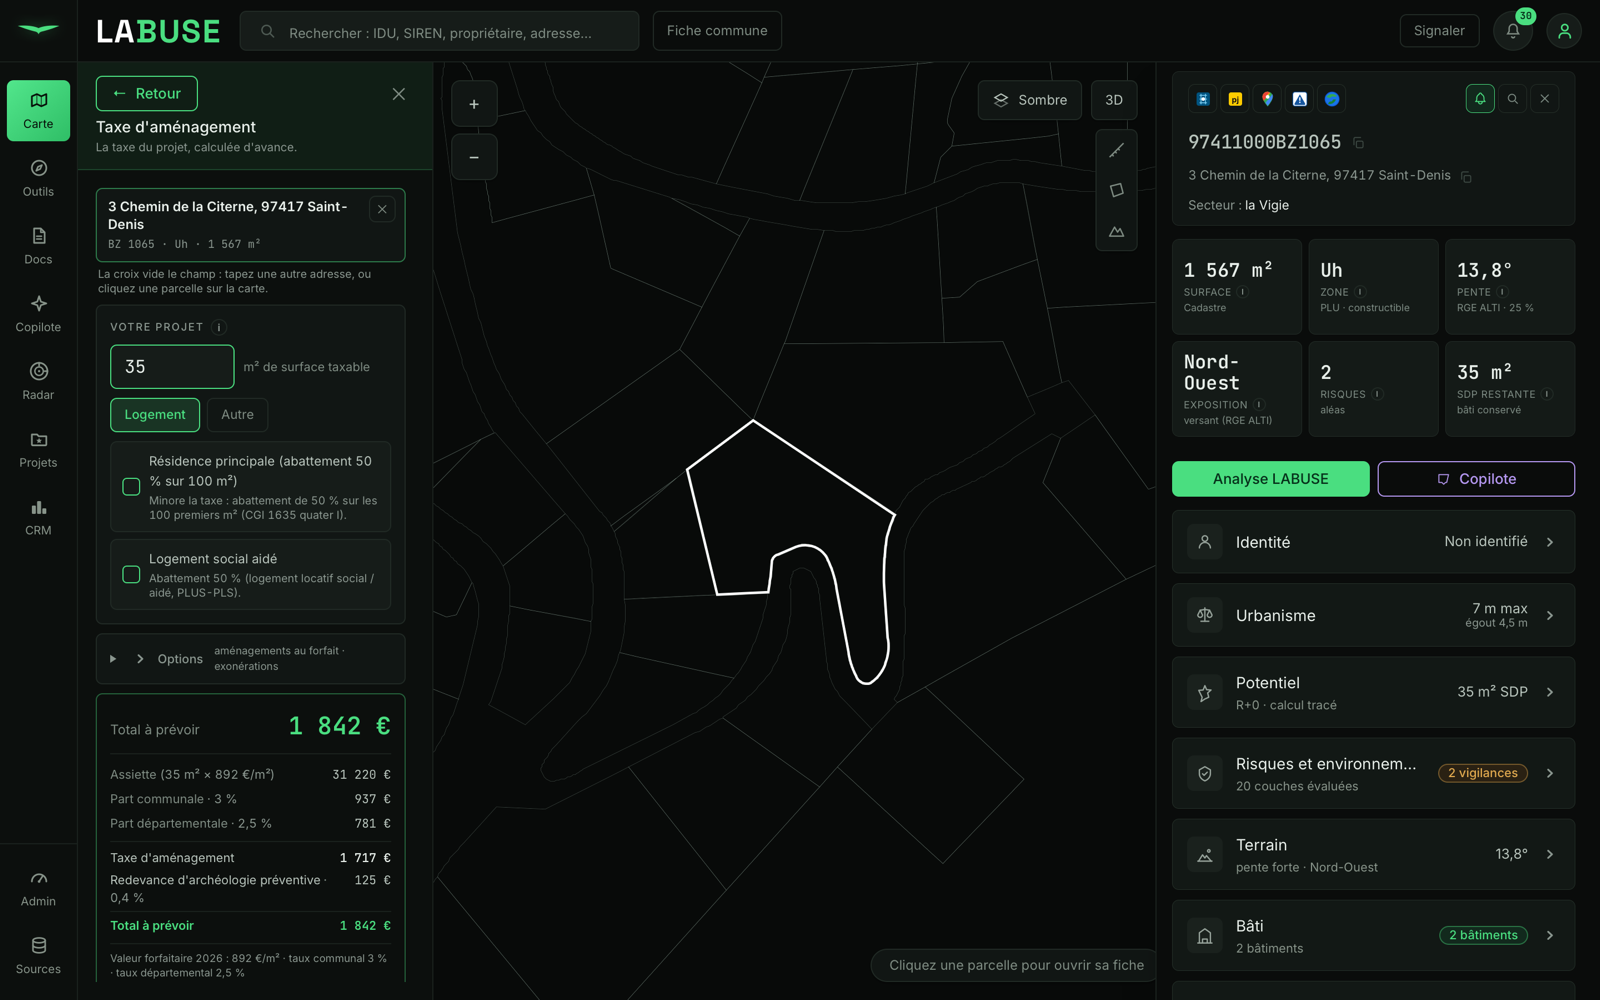 LABUSE
Rechercher : IDU, SIREN, propriétaire, adresse...
Fiche commune
Signaler
30
Carte
Outils
Docs
Copilote
Radar
Projets
CRM
Admin
Sources
← Retour
Taxe d'aménagement
La taxe du projet, calculée d'avance.
3 Chemin de la Citerne, 97417 Saint-
Denis
BZ 1065 · Uh · 1 567 m²
La croix vide le champ : tapez une autre adresse, ou
cliquez une parcelle sur la carte.
VOTRE PROJET i
35 m² de surface taxable
Logement Autre
Résidence principale (abattement 50
% sur 100 m²)
Minore la taxe : abattement de 50 % sur les
100 premiers m² (CGI 1635 quater I).
Logement social aidé
Abattement 50 % (logement locatif social /
aidé, PLUS-PLS).
Options
aménagements au forfait ·
exonérations
Total à prévoir 1 842 €
Assiette (35 m² × 892 €/m²) 31 220 €
Part communale · 3 % 937 €
Part départementale · 2,5 % 781 €
Taxe d'aménagement 1 717 €
Redevance d'archéologie préventive · 125 €
0,4 %
Total à prévoir 1 842 €
Valeur forfaitaire 2026 : 892 €/m² · taux communal 3 %
· taux départemental 2,5 %
+
−
Sombre
3D
Cliquez une parcelle pour ouvrir sa fiche
pj
97411000BZ1065
3 Chemin de la Citerne, 97417 Saint-Denis
Secteur : la Vigie
1 567 m²
SURFACE i
Cadastre
Uh
ZONE i
PLU · constructible
13,8°
PENTE i
RGE ALTI · 25 %
Nord-
Ouest
EXPOSITION i
versant (RGE ALTI)
2
RISQUES i
aléas
35 m²
SDP RESTANTE i
bâti conservé
Analyse LABUSE
Copilote
Identité Non identifié
Urbanisme 7 m max
égout 4,5 m
Potentiel 35 m² SDP
R+0 · calcul tracé
Risques et environnem... 2 vigilances
20 couches évaluées
Terrain 13,8°
pente forte · Nord-Ouest
Bâti 2 bâtiments
2 bâtiments